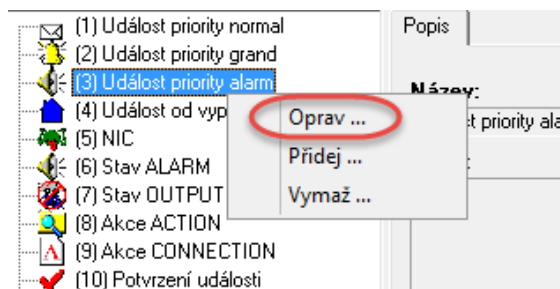 (1) Událost priority normal
(2) Událost priority grand
(3) Událost priority alarm
(4) Událost od vyp
(5) NIC
(6) Stav ALARM
(7) Stav OUTPUT
(8) Akce ACTION
(9) Akce CONNECTION
(10) Potvrzení události
Oprav ...
Přidej ...
Vymaž ...
Popis
Název:
t priority ala
: